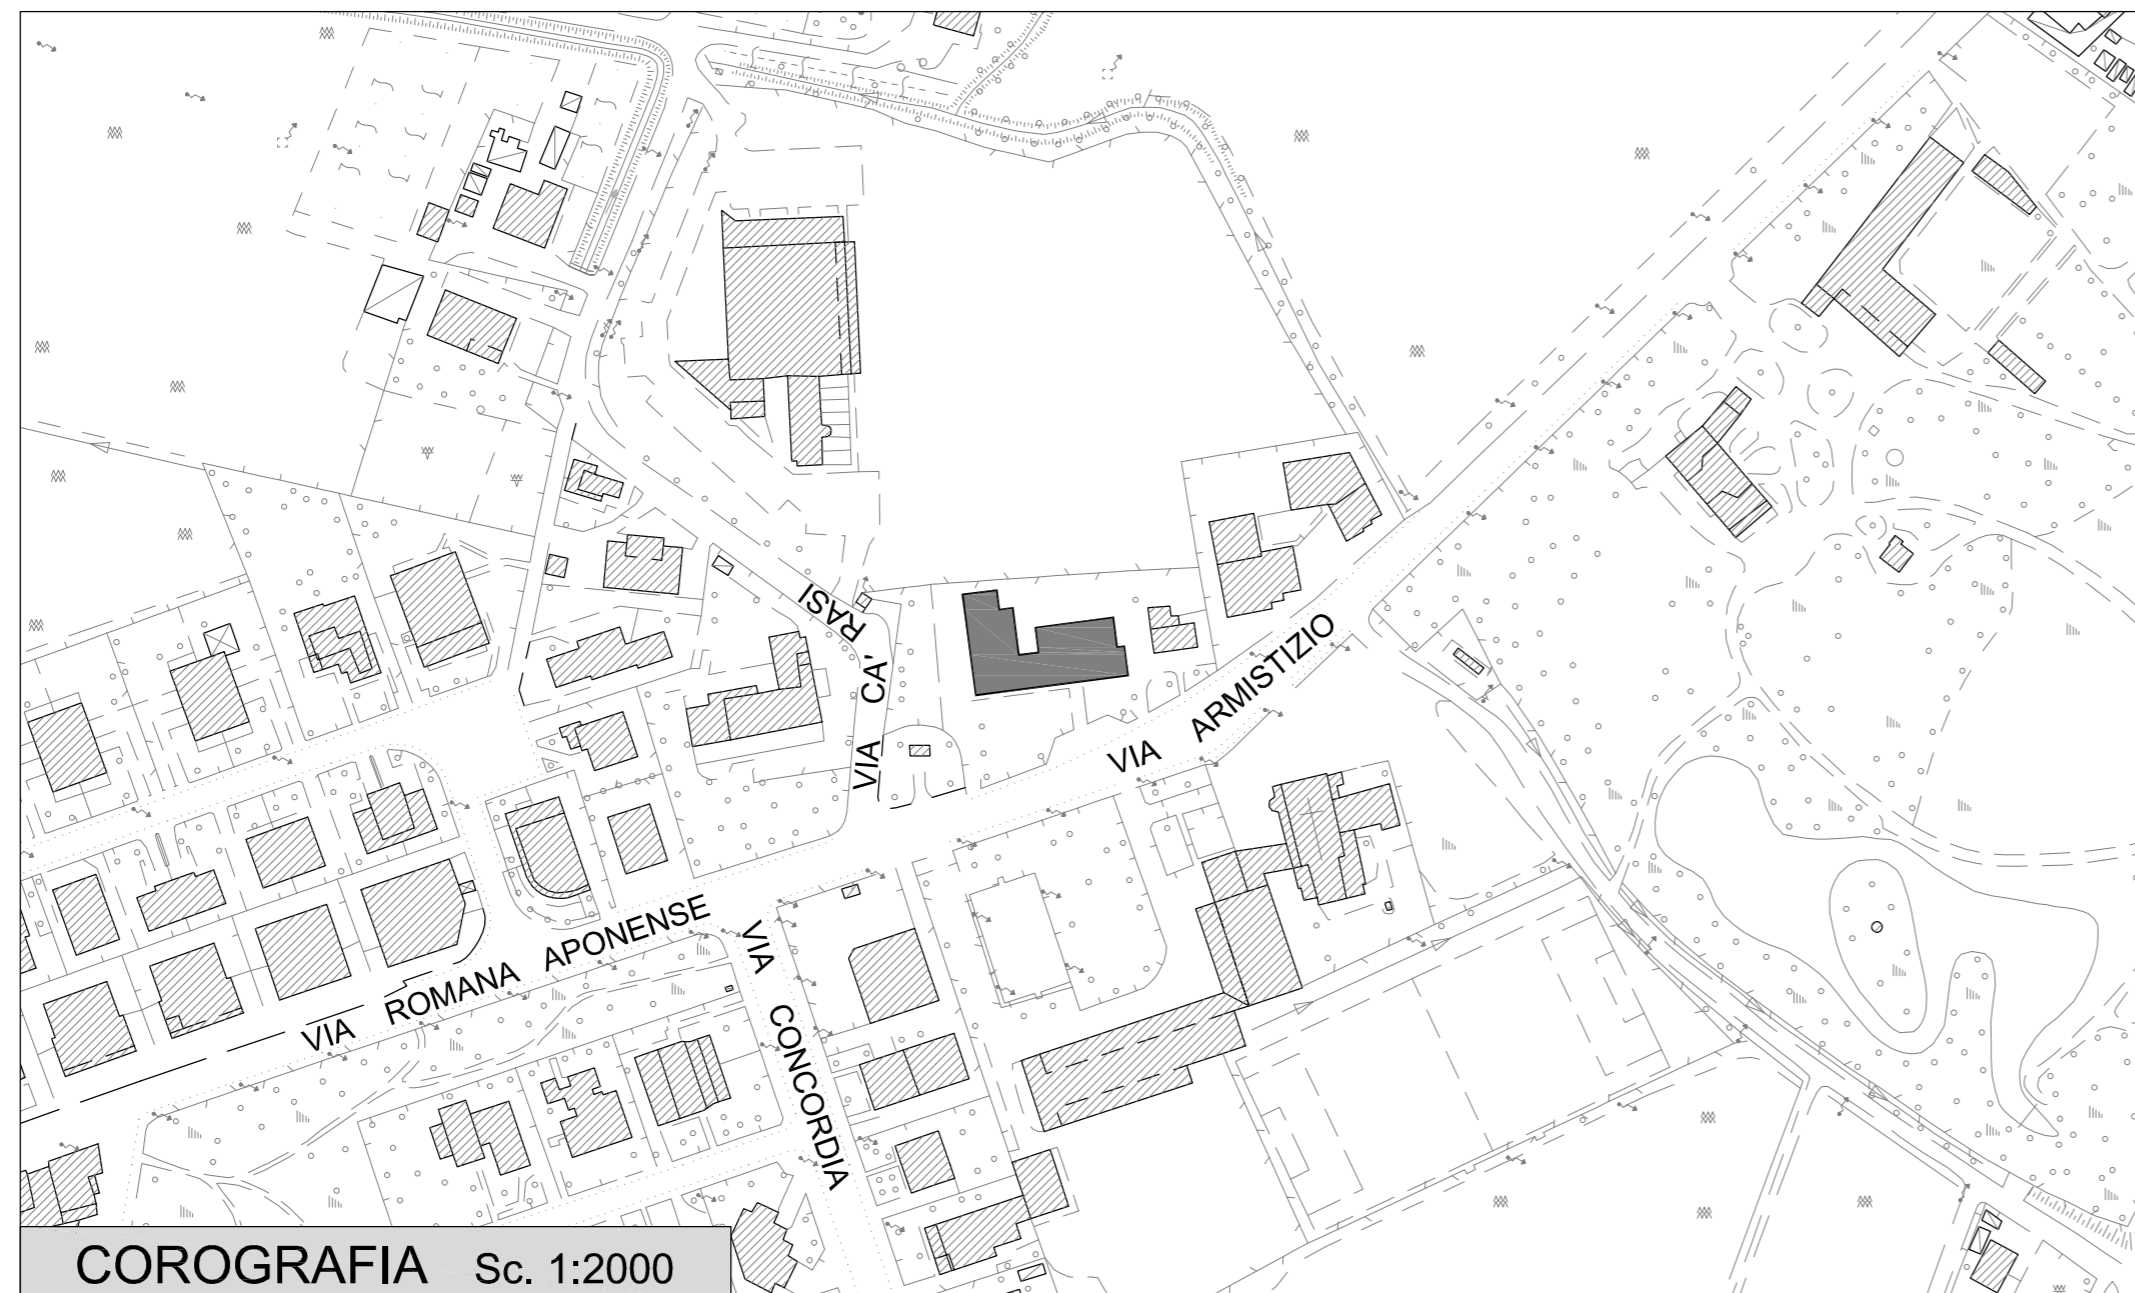 VIA CA' RASI
VIA ARMISTIZIO
VIA ROMANA APONENSE
VIA CONCORDIA
COROGRAFIA Sc. 1:2000